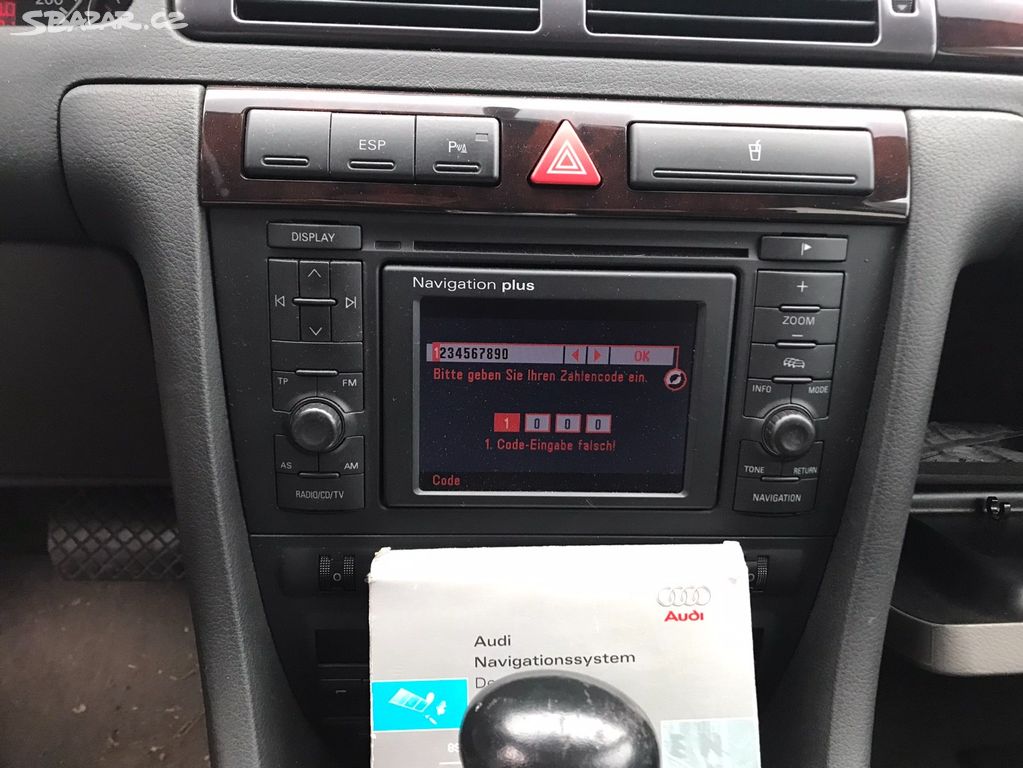 SBAZAR.cz
200
ESP
P
DISPLAY
Navigation plus
+
ZOOM
−
1234567890 OK
Bitte geben Sie Ihren Zahlencode ein.
1 0 0 0
1. Code-Eingabe falsch!
Code
TP FM
AS AM
RADIO/CD/TV
INFO MODE
TONE RETURN
NAVIGATION
Audi
Audi
Navigationssystem